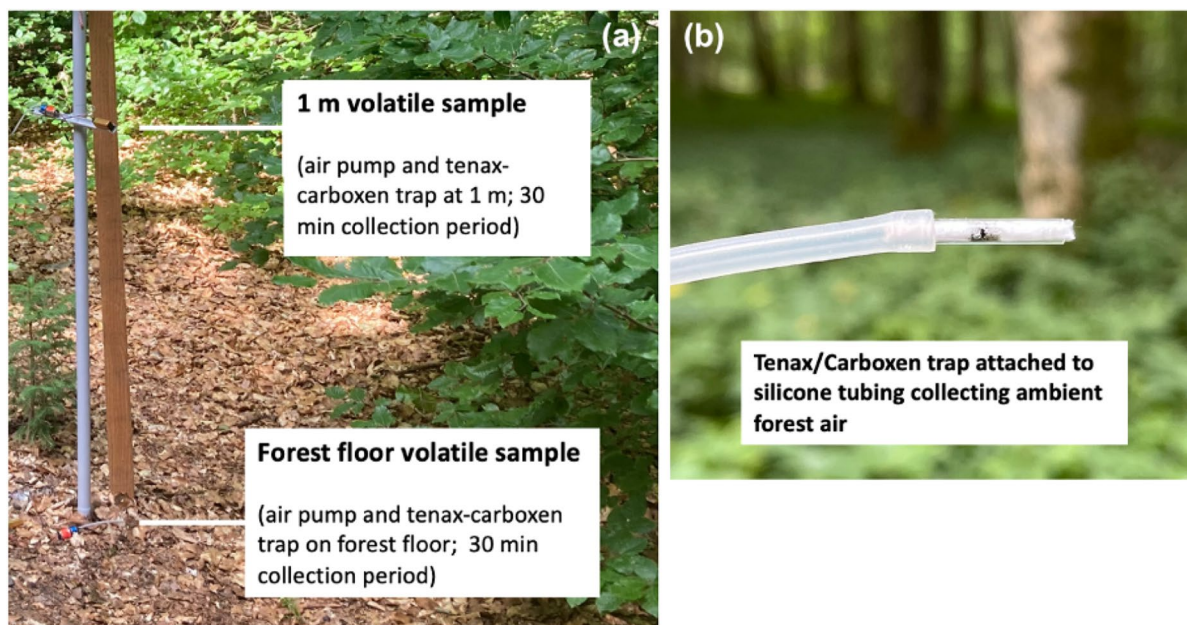 (a)
1 m volatile sample
(air pump and tenax-
carboxen trap at 1 m; 30
min collection period)
Forest floor volatile sample
(air pump and tenax-carboxen
trap on forest floor;  30 min
collection period)
(b)
Tenax/Carboxen trap attached to
silicone tubing collecting ambient
forest air